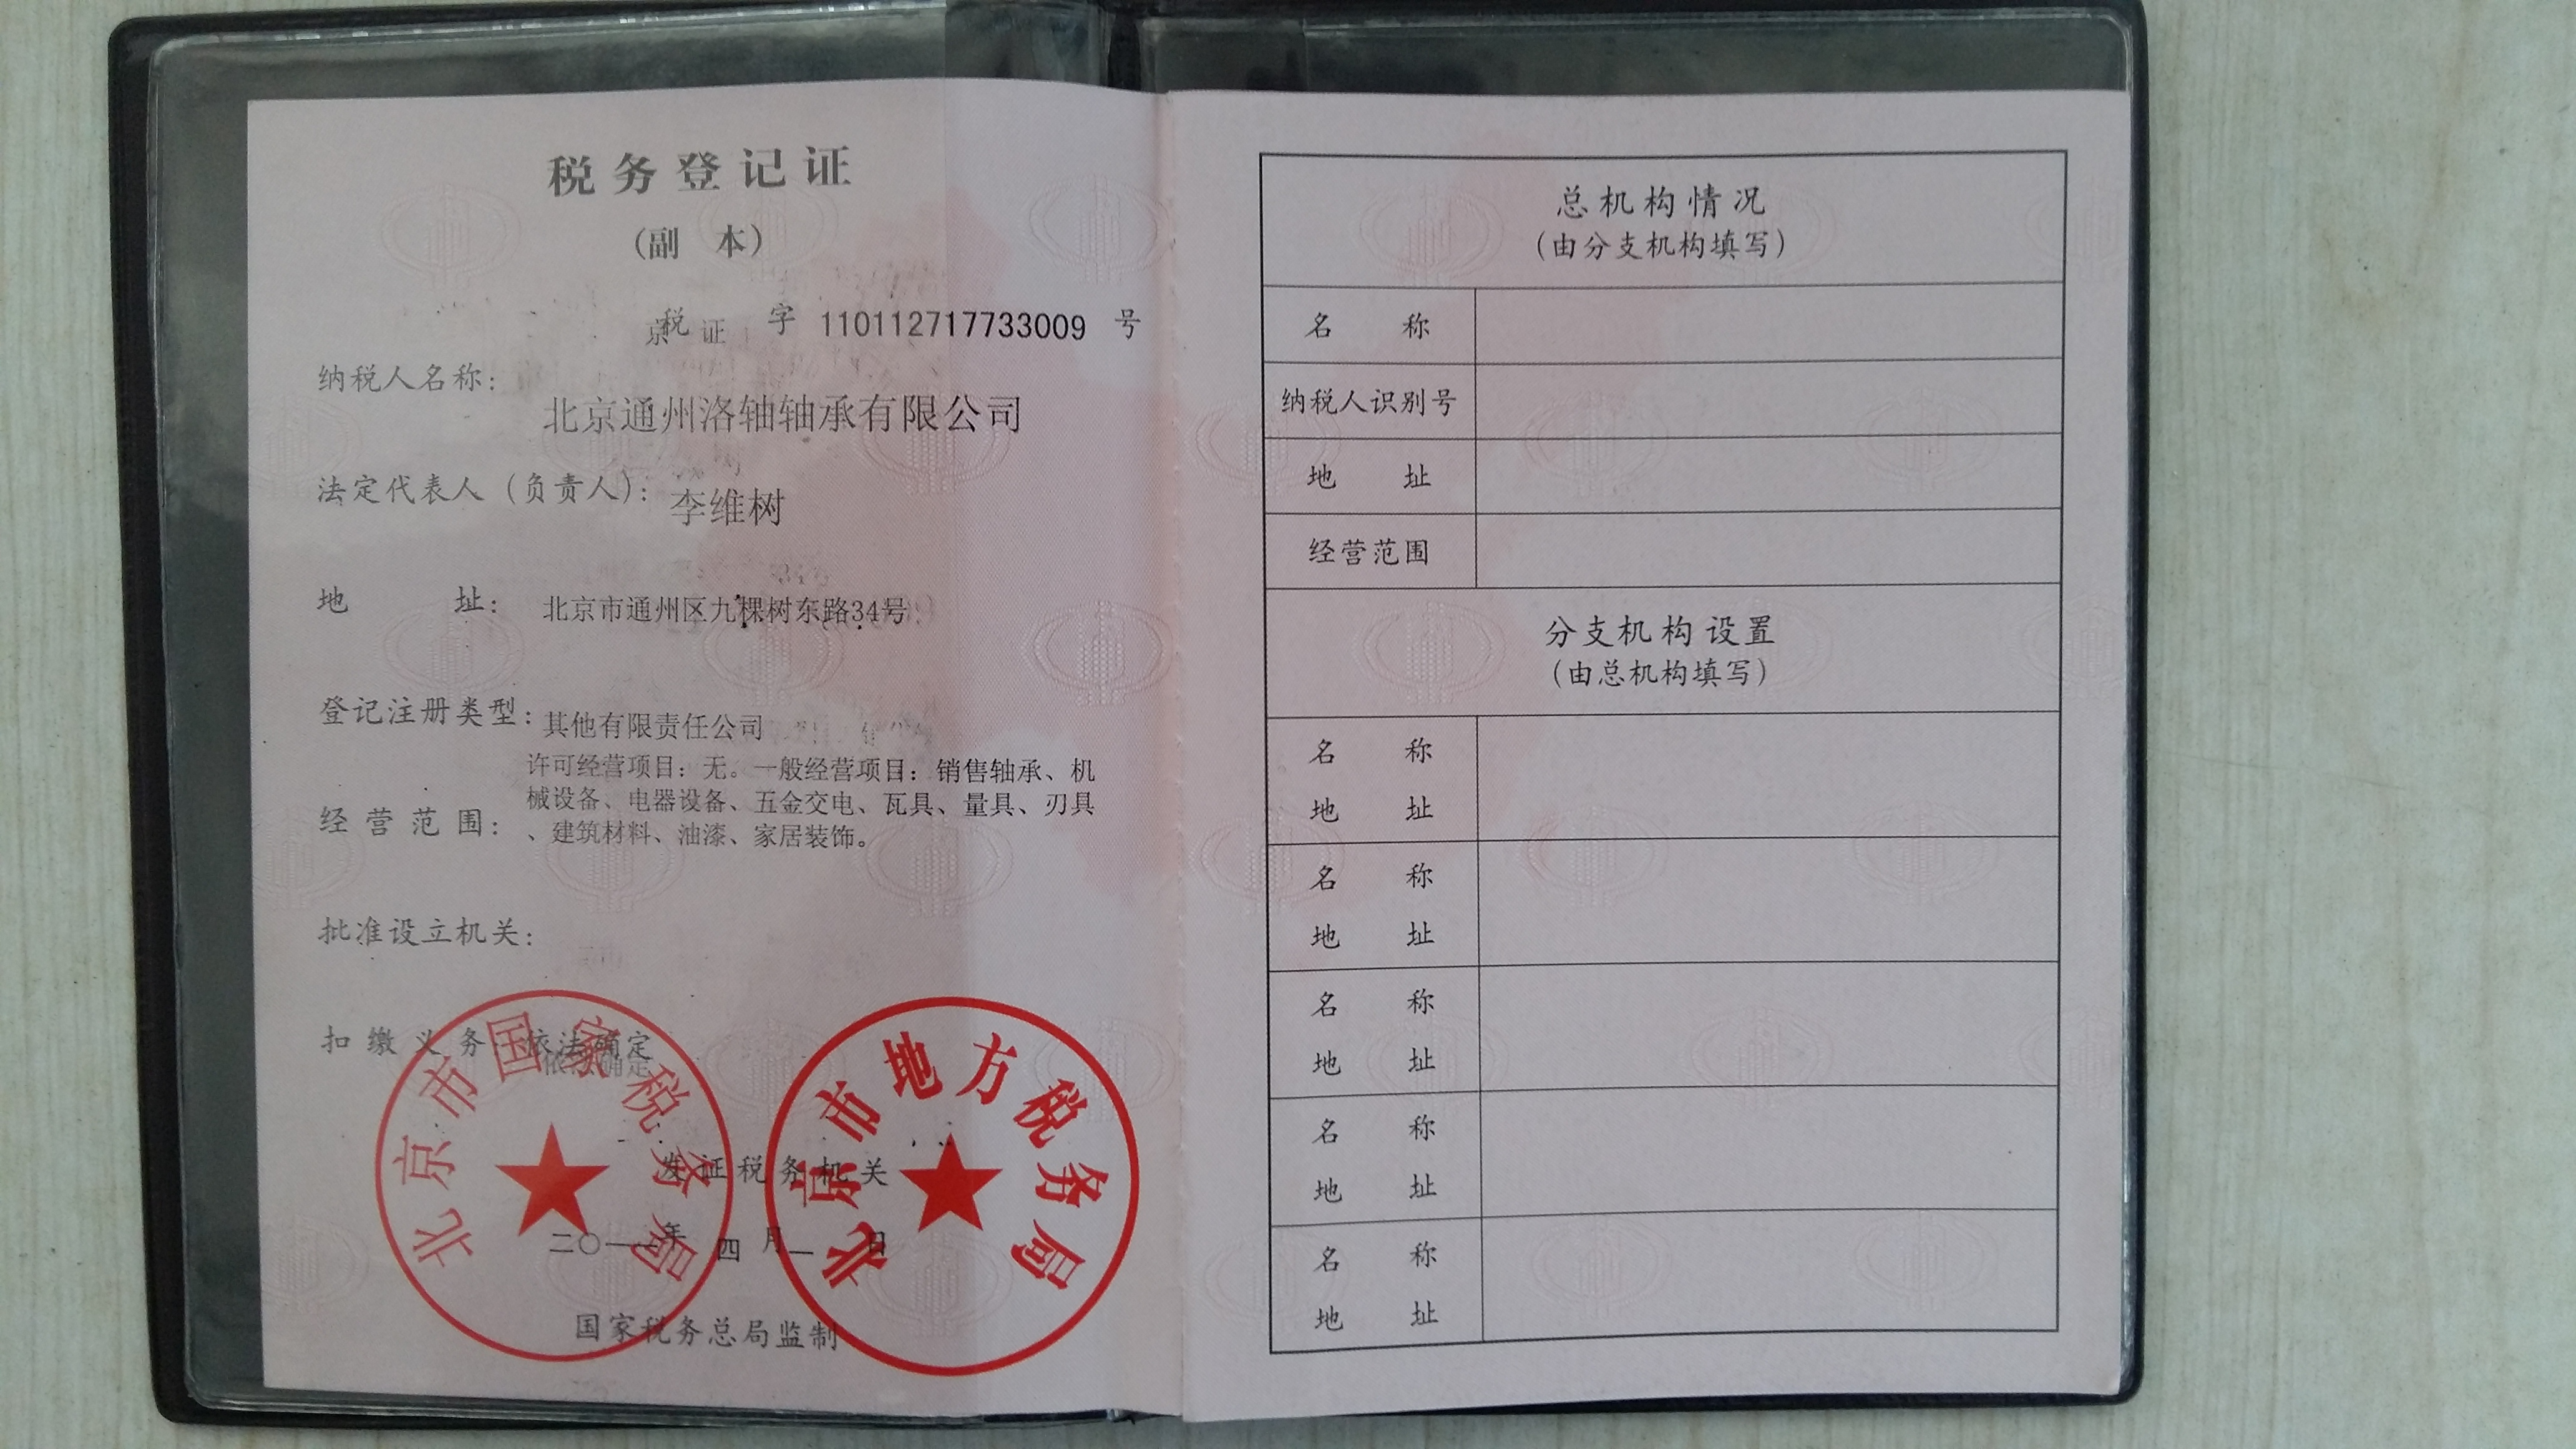 税务登记证
(副 本)
京税证 字 110112717733009 号
纳税人名称:
北京通州洛轴轴承有限公司
法定代表人(负责人): 李维树
地 址: 北京市通州区九棵树东路34号
登记注册类型: 其他有限责任公司
经营范围: 许可经营项目:无。一般经营项目:销售轴承、机
械设备、电器设备、五金交电、瓦具、量具、刃具
、建筑材料、油漆、家居装饰。
批准设立机关:
扣缴义务: 依法确定
依法确定
北京市国家税务局
北京市地方税务局
发证税务机关
年 四 月 一 日
国家税务总局监制
总机构情况
(由分支机构填写)
名 称
纳税人识别号
地 址
经营范围
分支机构设置
(由总机构填写)
名 称
地 址
名 称
地 址
名 称
地 址
名 称
地 址
名 称
地 址